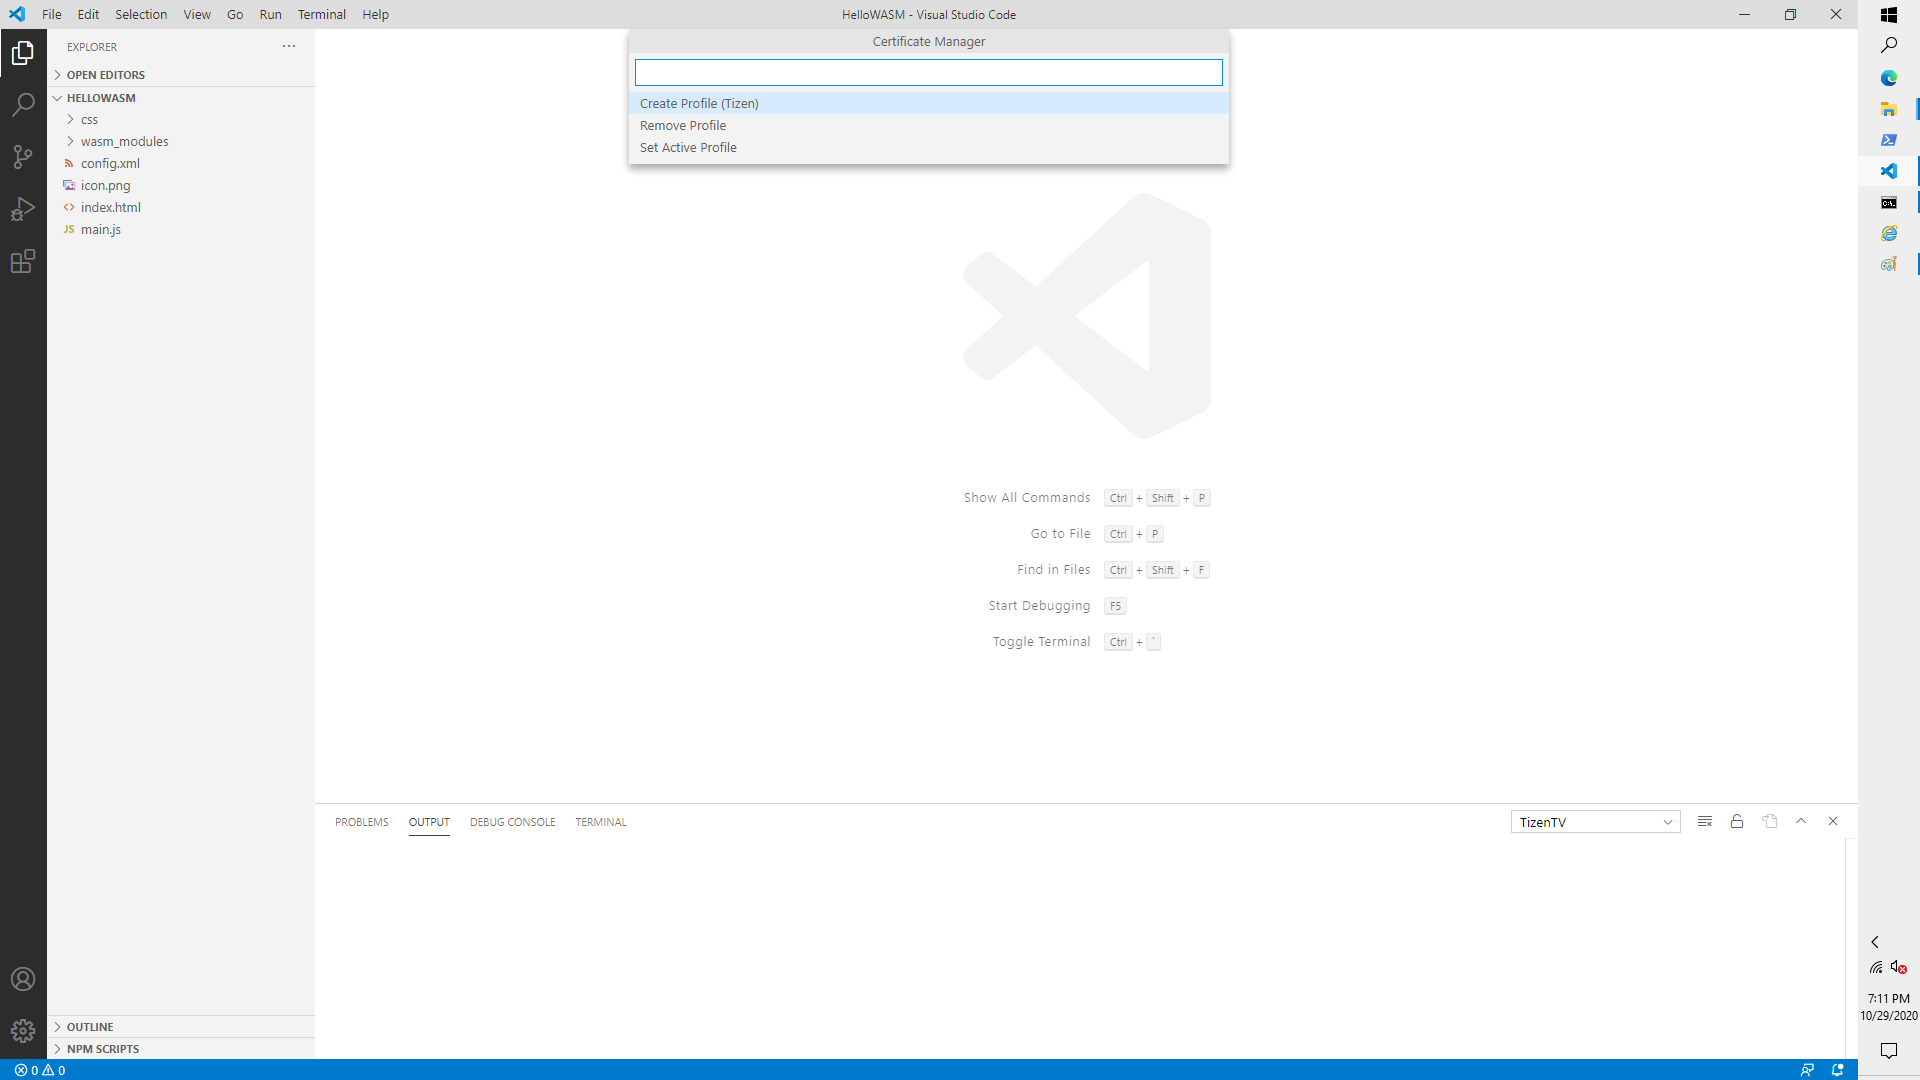 File Edit Selection View Go Run Terminal Help
HelloWASM - Visual Studio Code
EXPLORER
OPEN EDITORS
HELLOWASM
css
wasm_modules
config.xml
icon.png
index.html
JS main.js
Certificate Manager
Create Profile (Tizen)
Remove Profile
Set Active Profile
Show All Commands Ctrl + Shift + P
Go to File Ctrl + P
Find in Files Ctrl + Shift + F
Start Debugging F5
Toggle Terminal Ctrl + `
PROBLEMS OUTPUT DEBUG CONSOLE TERMINAL
TizenTV
OUTLINE
NPM SCRIPTS
0 0
7:11 PM
10/29/2020